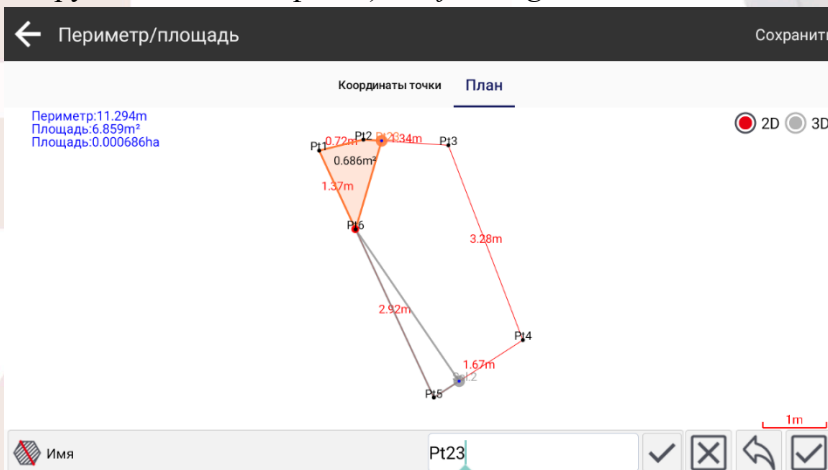 Периметр/площадь
Сохранить
Координаты точки План
Периметр:11.294m
Площадь:6.859m²
Площадь:0.000686ha
2D 3D
Pt1 0.72m Pt2 Pt23 1.34m Pt3
0.686m²
1.37m
Pt6
3.28m
2.92m
Pt4
1.67m
Pt5
1m
Имя
Pt23